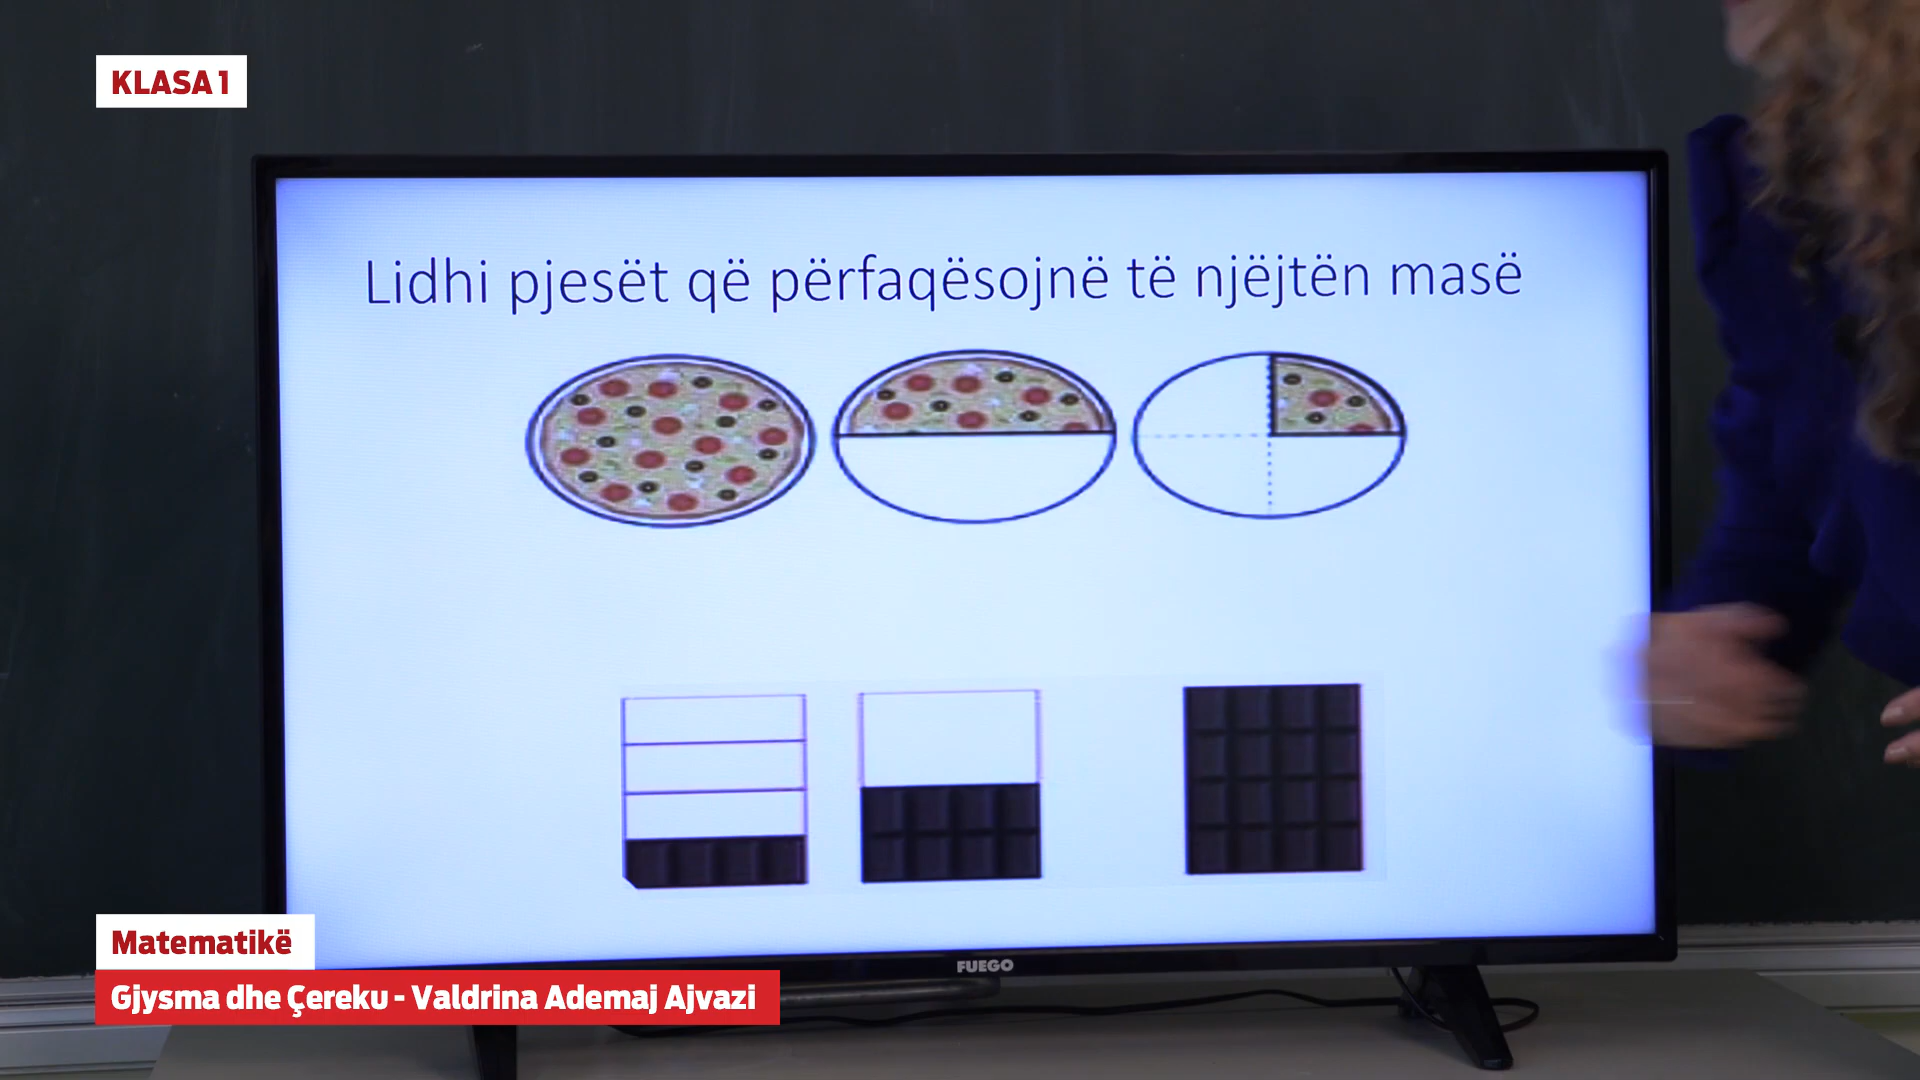 KLASA 1
Lidhi pjesët që përfaqësojnë të njëjtën masë
FUEGO
Matematikë
Gjysma dhe Çereku - Valdrina Ademaj Ajvazi